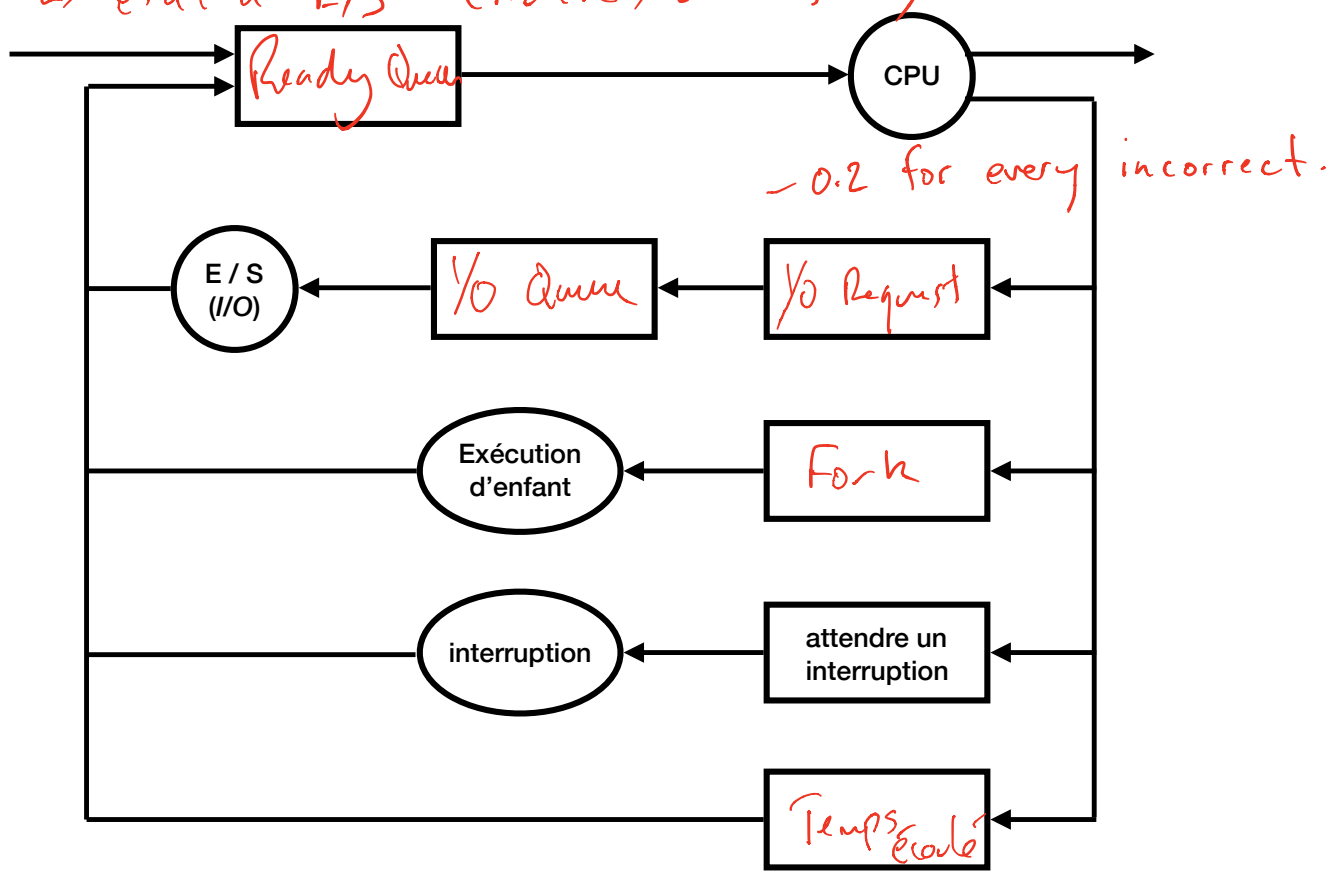 état d' E/S
Ready Queue
CPU
- 0.2 for every incorrect.
E / S
(I/O)
I/O Queue
I/O Request
Exécution
d'enfant
Fork
interruption
attendre un
interruption
Temps
écoulé